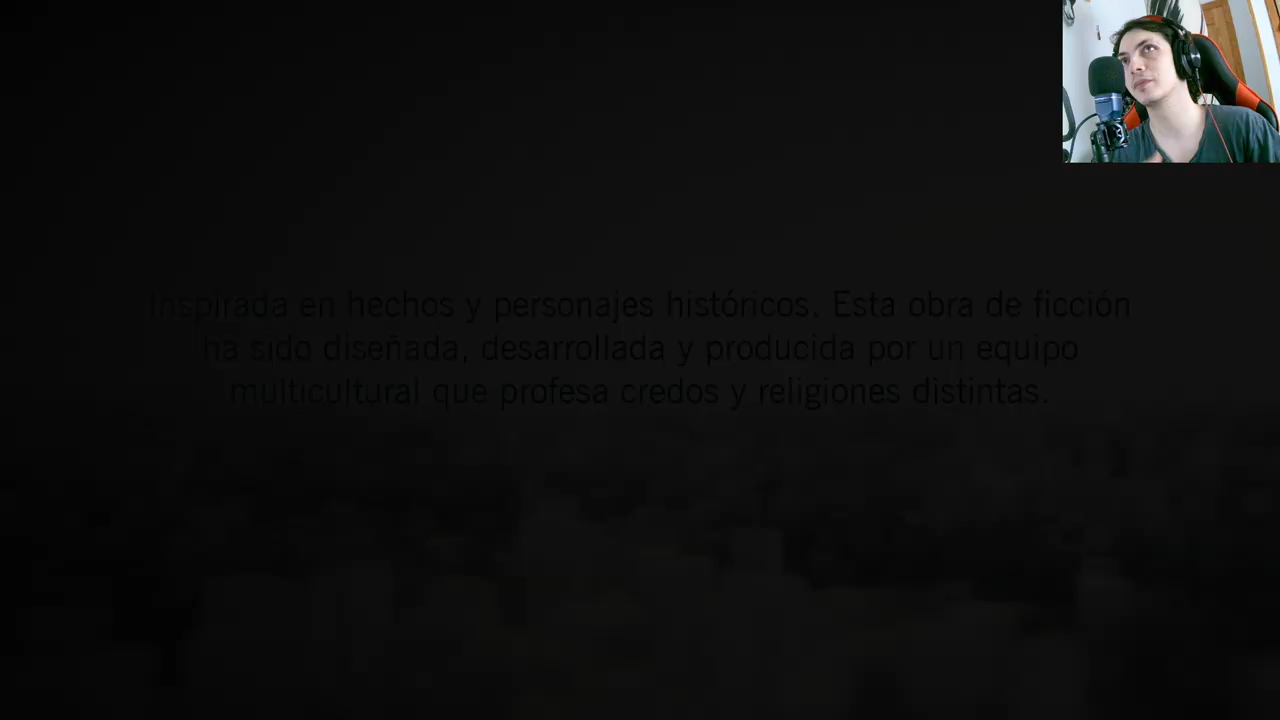 Inspirada en hechos y personajes históricos. Esta obra de ficción
ha sido diseñada, desarrollada y producida por un equipo
multicultural que profesa credos y religiones distintas.